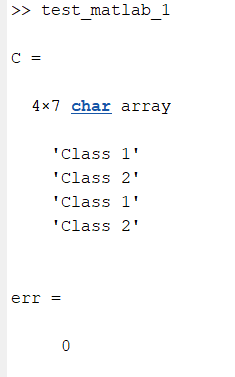 >> test_matlab_1
C =
4×7 char array
'Class 1'
'Class 2'
'Class 1'
'Class 2'
err =
0